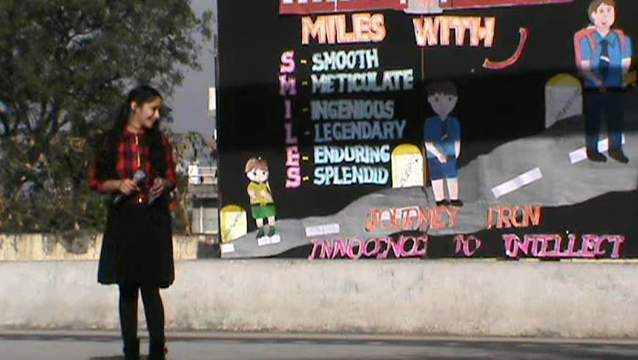 MILES WITH
S - SMOOTH
M - METICULATE
I - INGENIOUS
L - LEGENDARY
E - ENDURING
S - SPLENDID
JOURNEY FROM
INNOCENCE TO INTELLECT